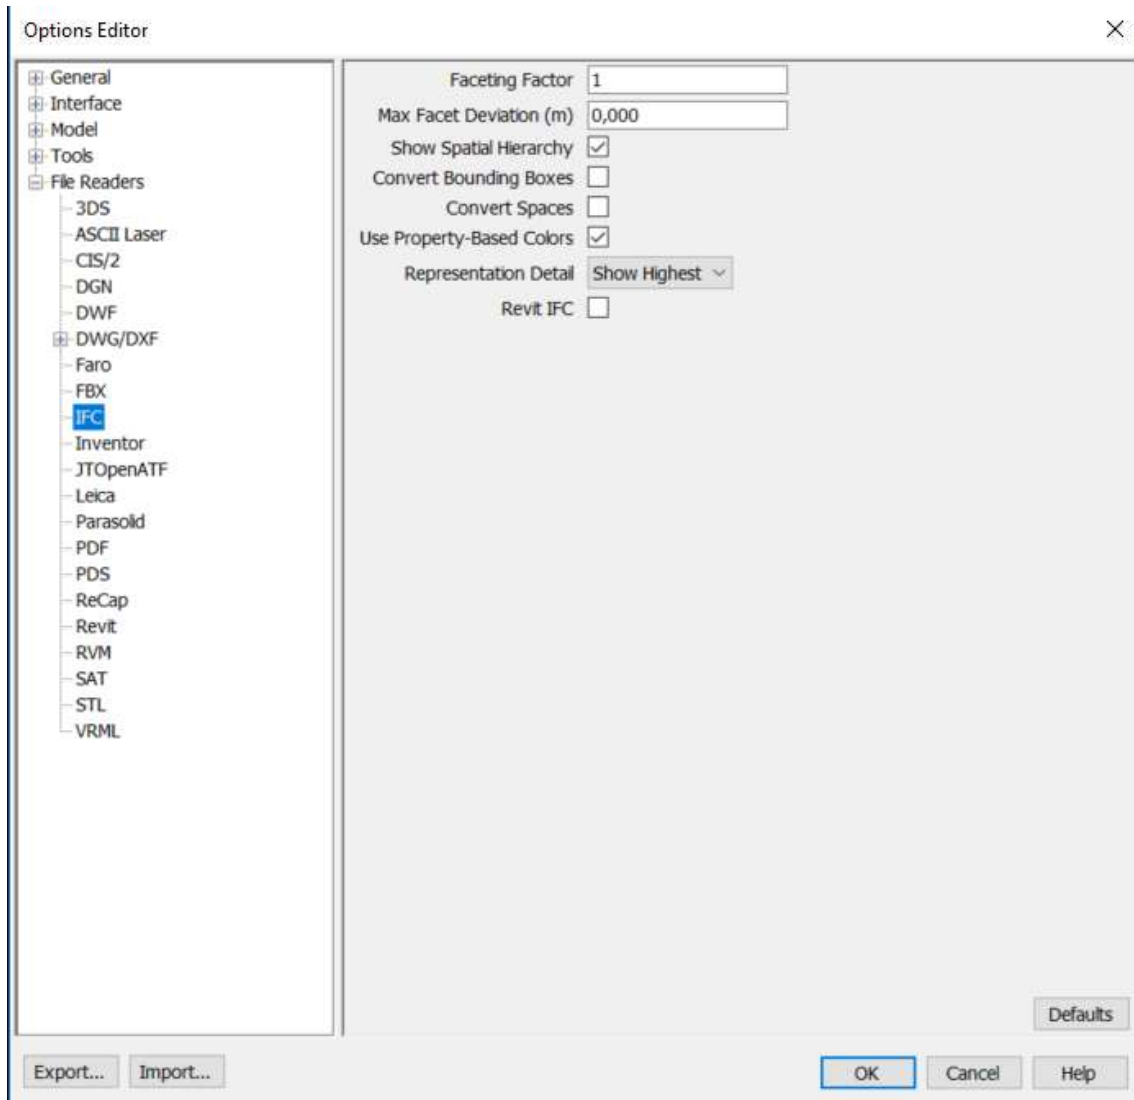 Options Editor
General
Interface
Model
Tools
File Readers
3DS
ASCII Laser
CIS/2
DGN
DWF
DWG/DXF
Faro
FBX
IFC
Inventor
JTOpenATF
Leica
Parasolid
PDF
PDS
ReCap
Revit
RVM
SAT
STL
VRML
Faceting Factor 1
Max Facet Deviation (m) 0,000
Show Spatial Hierarchy
Convert Bounding Boxes
Convert Spaces
Use Property-Based Colors
Representation Detail Show Highest
Revit IFC
Defaults
Export... Import... OK Cancel Help